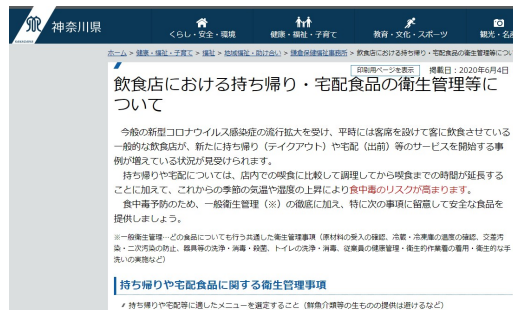 神奈川県
くらし・安全・環境
健康・福祉・子育て
教育・文化・スポーツ
観光・名
ホーム > 健康・福祉・子育て > 福祉 > 地域福祉・助け合い > 鎌倉保健福祉事務所 > 飲食店における持ち帰り・宅配食品の衛生管理等につい
印刷用ページを表示 掲載日：2020年6月4日
飲食店における持ち帰り・宅配食品の衛生管理等に
ついて
今般の新型コロナウイルス感染症の流行拡大を受け、平時には客席を設けて客に飲食させている
一般的な飲食店が、新たに持ち帰り（テイクアウト）や宅配（出前）等のサービスを開始する事
例が増えている状況が見受けられます。
持ち帰りや宅配については、店内での喫食に比較して調理してから喫食までの時間が延長する
ことに加えて、これからの季節の気温や湿度の上昇により食中毒のリスクが高まります。
食中毒予防のため、一般衛生管理（※）の徹底に加え、特に次の事項に留意して安全な食品を
提供しましょう。
※一般衛生管理…どの食品についても行う共通した衛生管理事項（原材料の受入の確認、冷蔵・冷凍庫の温度の確認、交差汚
染・二次汚染の防止、器具等の洗浄・消毒・殺菌、トイレの洗浄・消毒、従業員の健康管理・衛生的作業着の着用・衛生的な手
洗いの実施など）
持ち帰りや宅配食品に関する衛生管理事項
持ち帰りや宅配等に適したメニューを選定すること（鮮魚介類等の生ものの提供は避けるなど）